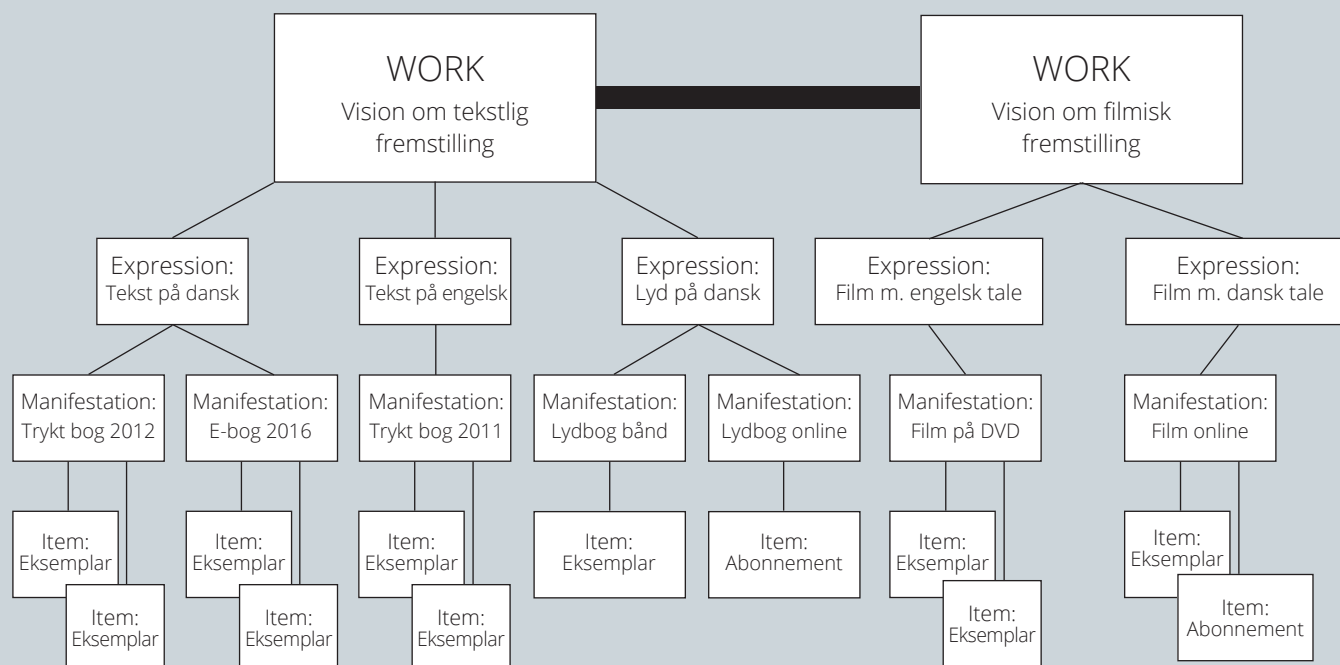 WORK
Vision om tekstlig
fremstilling
WORK
Vision om filmisk
fremstilling
Expression:
Tekst på dansk
Expression:
Tekst på engelsk
Expression:
Lyd på dansk
Expression:
Film m. engelsk tale
Expression:
Film m. dansk tale
Manifestation:
Trykt bog 2012
Manifestation:
E-bog 2016
Manifestation:
Trykt bog 2011
Manifestation:
Lydbog bånd
Manifestation:
Lydbog online
Manifestation:
Film på DVD
Manifestation:
Film online
Item:
Eksemplar
Item:
Eksemplar
Item:
Eksemplar
Item:
Eksemplar
Item:
Abonnement
Item:
Eksemplar
Item:
Eksemplar
Item:
Eksemplar
Item:
Eksemplar
Item:
Eksemplar
Item:
Eksemplar
Item:
Abonnement